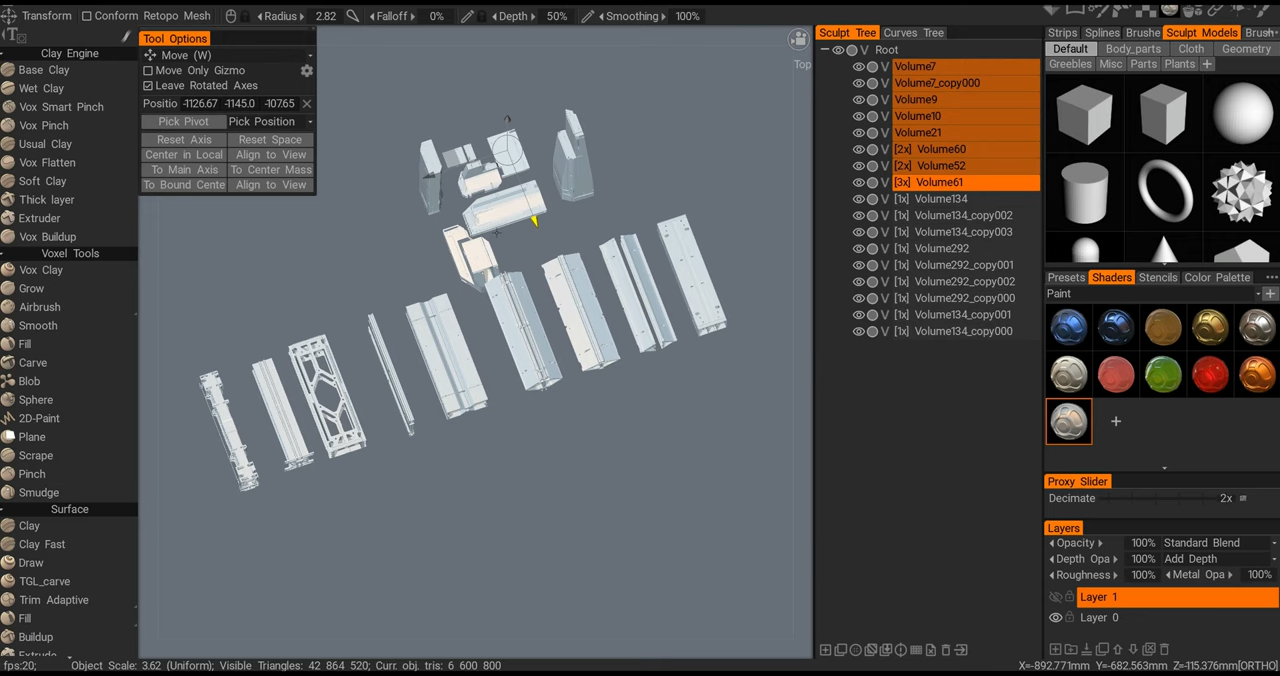 Transform Conform Retopo Mesh Radius 2.82 Falloff 0% Depth 50% Smoothing 100%
Tool Options
Move (W)
Move Only Gizmo
Leave Rotated Axes
Positio -1126.67 -1145.0 -107.65
Pick Pivot Pick Position
Reset Axis Reset Space
Center in Local Align to View
To Main Axis To Center Mass
To Bound Cente Align to View
Clay Engine
Base Clay
Wet Clay
Vox Smart Pinch
Vox Pinch
Usual Clay
Vox Flatten
Soft Clay
Thick layer
Extruder
Vox Buildup
Voxel Tools
Vox Clay
Grow
Airbrush
Smooth
Fill
Carve
Blob
Sphere
2D-Paint
Plane
Scrape
Pinch
Smudge
Surface
Clay
Clay Fast
Draw
TGL_carve
Trim Adaptive
Fill
Buildup
Top
Sculpt Tree Curves Tree
V Root
V Volume7
V Volume7_copy000
V Volume9
V Volume10
V Volume21
V [2x] Volume60
V [2x] Volume52
V [3x] Volume61
V [1x] Volume134
V [1x] Volume134_copy002
V [1x] Volume134_copy003
V [1x] Volume292
V [1x] Volume292_copy001
V [1x] Volume292_copy002
V [1x] Volume292_copy000
V [1x] Volume134_copy001
V [1x] Volume134_copy000
Strips Splines Brushe Sculpt Models Brush
Default Body_parts Cloth Geometry
Greebles Misc Parts Plants +
Presets Shaders Stencils Color Palette
Paint
Proxy Slider
Decimate 2x
Layers
Opacity 100% Standard Blend
Depth Opa 100% Add Depth
Roughness 100% Metal Opa 100%
Layer 1
Layer 0
fps:20; Object Scale: 3.62 (Uniform); Visible Triangles: 42 864 520; Curr. obj. tris: 6 600 800
X=-892.771mm Y=-682.563mm Z=-115.376mm[ORTHO]